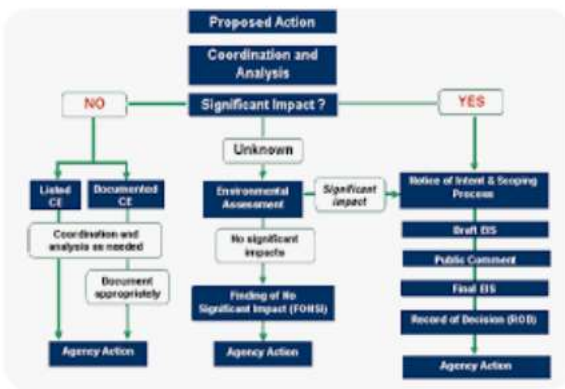 Proposed Action
Coordination and
Analysis
NO
Significant Impact ?
YES
Unknown
Listed
CE
Documented
CE
Environmental
Assessment
Significant
impact
Notice of Intent & Scoping
Process
Coordination and
analysis as needed
Draft EIS
No significant
impacts
Public Comment
Document
appropriately
Final EIS
Finding of No
Significant Impact (FONSI)
Record of Decision (ROD)
Agency Action
Agency Action
Agency Action